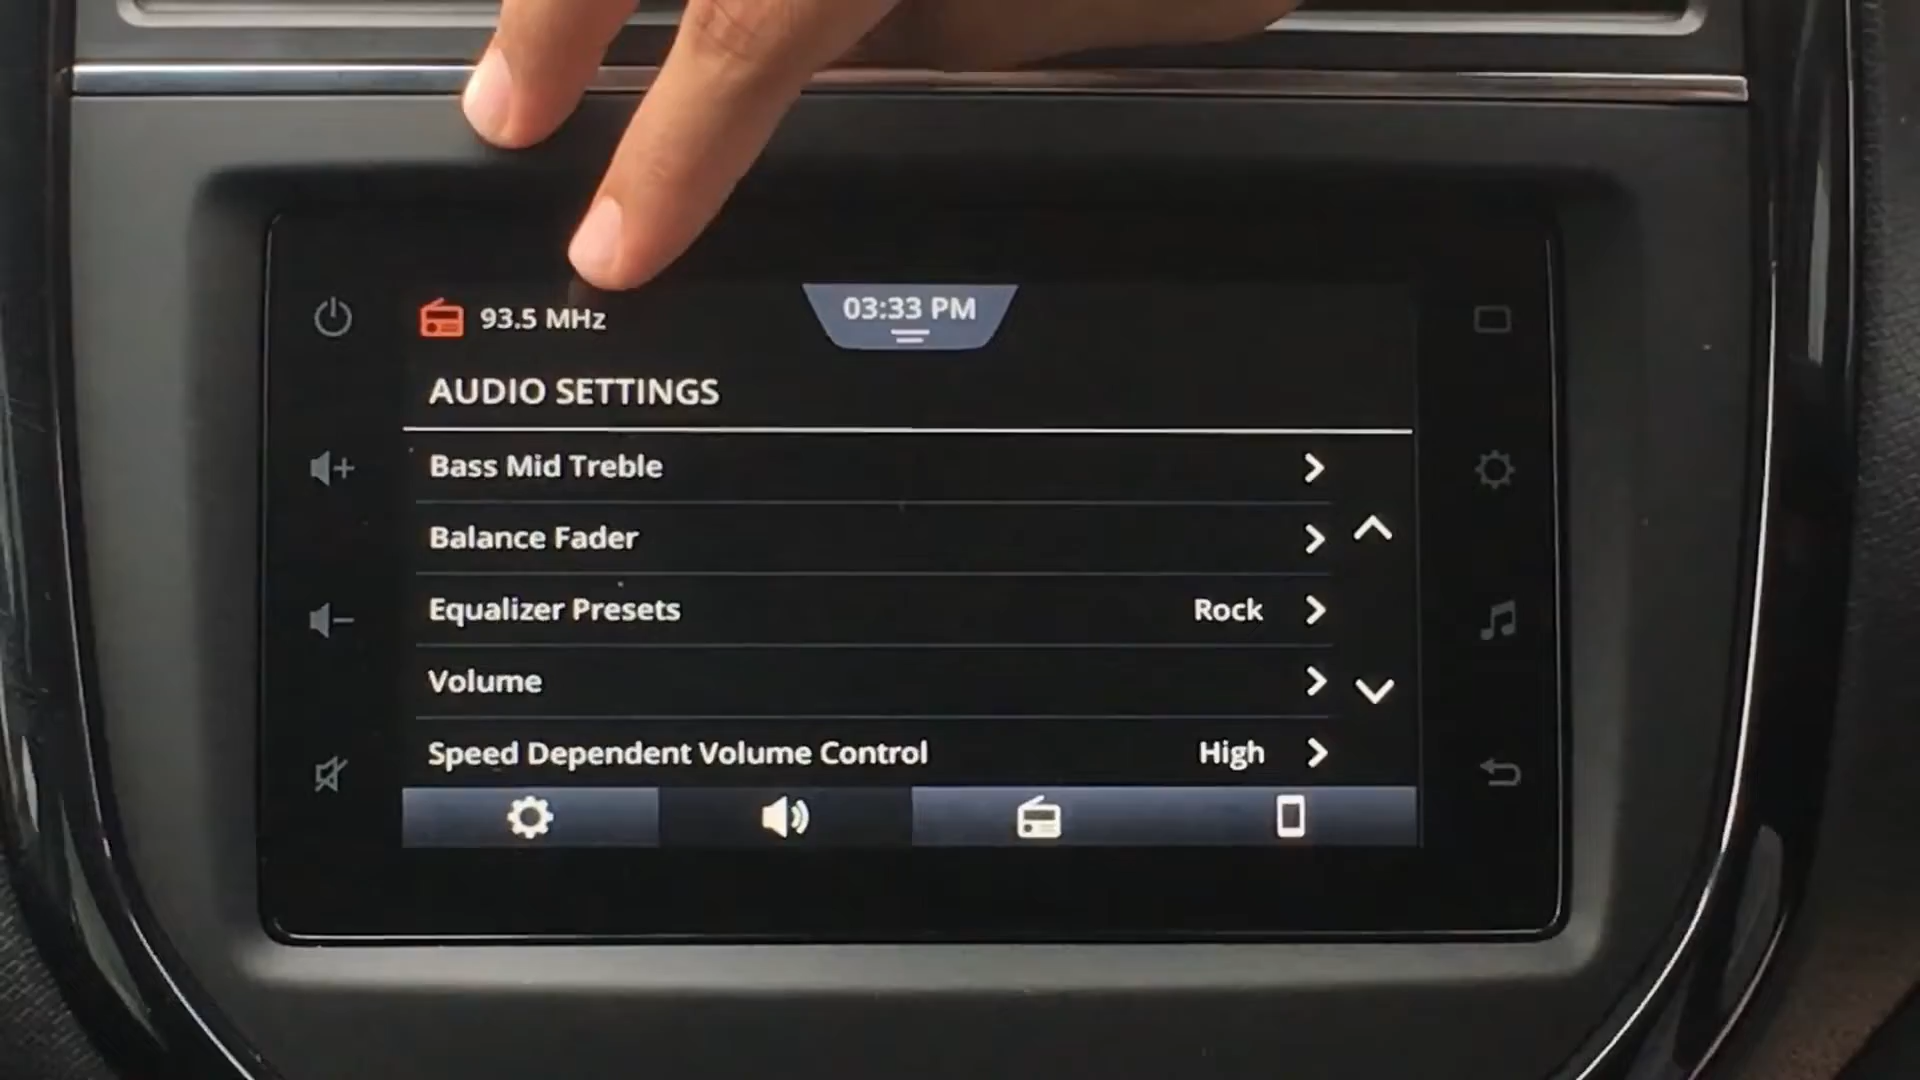 93.5 MHz
03:33 PM
AUDIO SETTINGS
Bass Mid Treble
Balance Fader
Equalizer Presets Rock
Volume
Speed Dependent Volume Control High